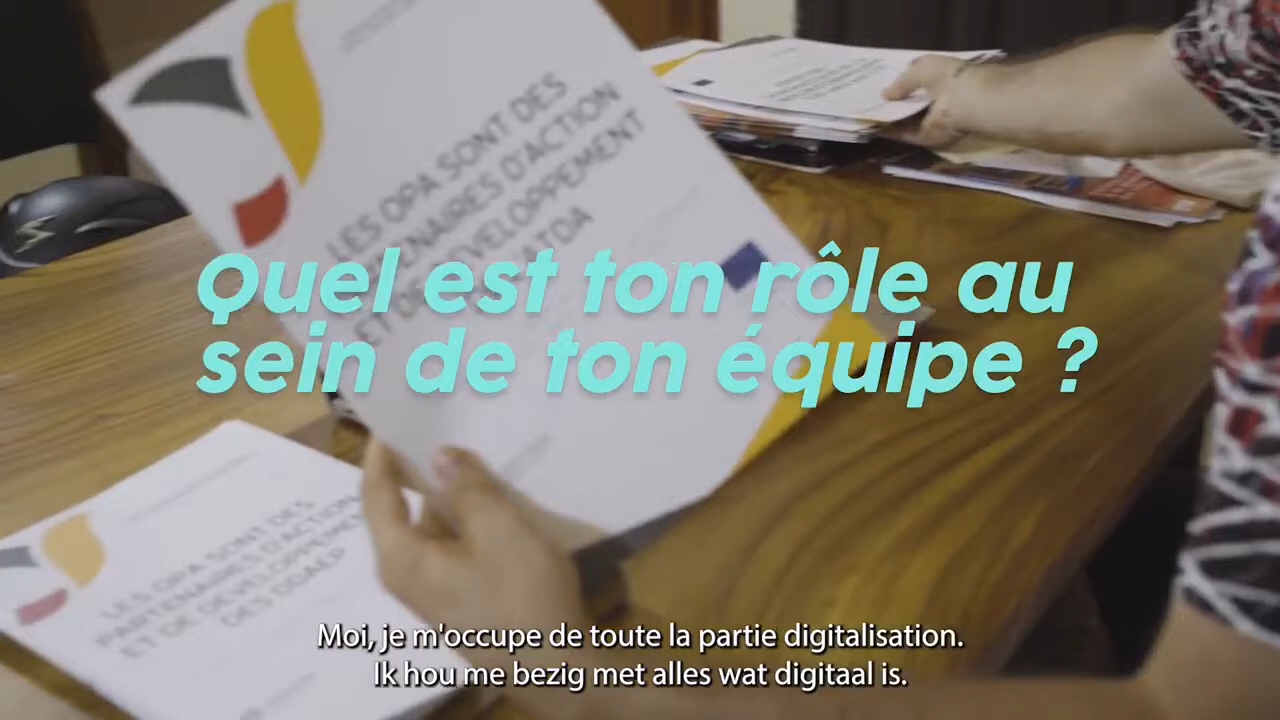 LES OPA SONT DES
PARTENAIRES D'ACTION
ET DE DÉVELOPPEMENT
Quel est ton rôle au
sein de ton équipe ?
LES OPA SONT DES
PARTENAIRES D'ACTION
ET DE DÉVELOPPEMENT
DES DDAEP
Moi, je m'occupe de toute la partie digitalisation.
Ik hou me bezig met alles wat digitaal is.